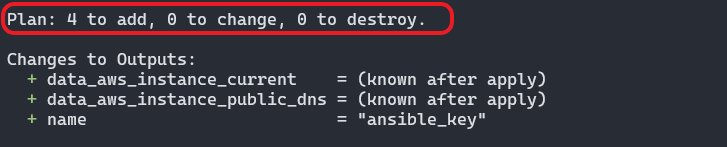 Plan: 4 to add, 0 to change, 0 to destroy.
Changes to Outputs:
+ data_aws_instance_current    = (known after apply)
+ data_aws_instance_public_dns = (known after apply)
+ name                         = "ansible_key"